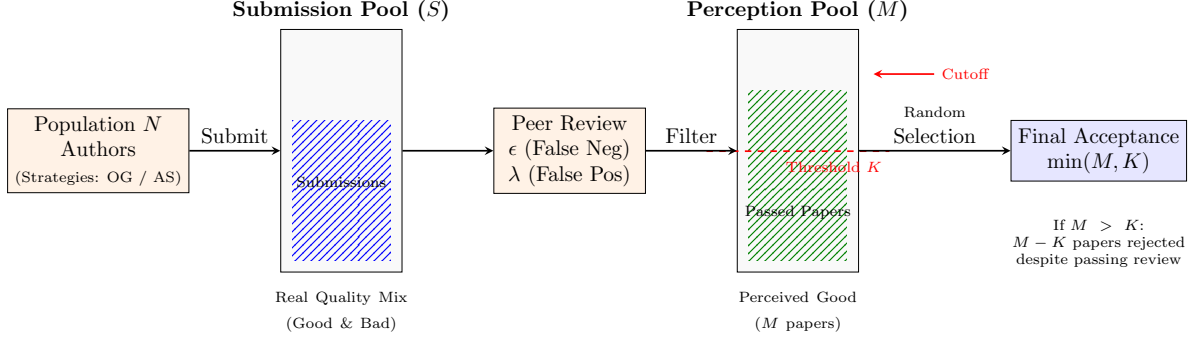 Submission Pool (S)
Perception Pool (M)
Population N
Authors
(Strategies: OG / AS)
Submit
Submissions
Real Quality Mix
(Good & Bad)
Peer Review
ϵ (False Neg)
λ (False Pos)
Filter
Cutoff
Threshold K
Passed Papers
Perceived Good
(M papers)
Random
Selection
Final Acceptance
min(M, K)
If M > K:
M − K papers rejected
despite passing review